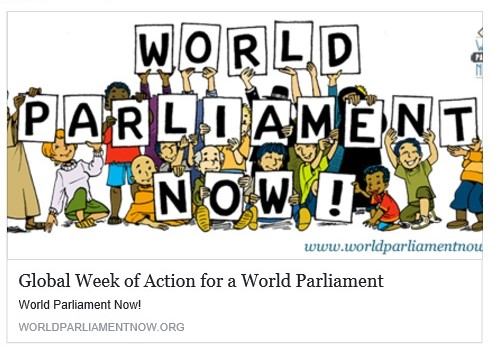 WORLD
PARLIAMENT
NOW!
www.worldparliamentnow
Global Week of Action for a World Parliament
World Parliament Now!
WORLDPARLIAMENTNOW.ORG